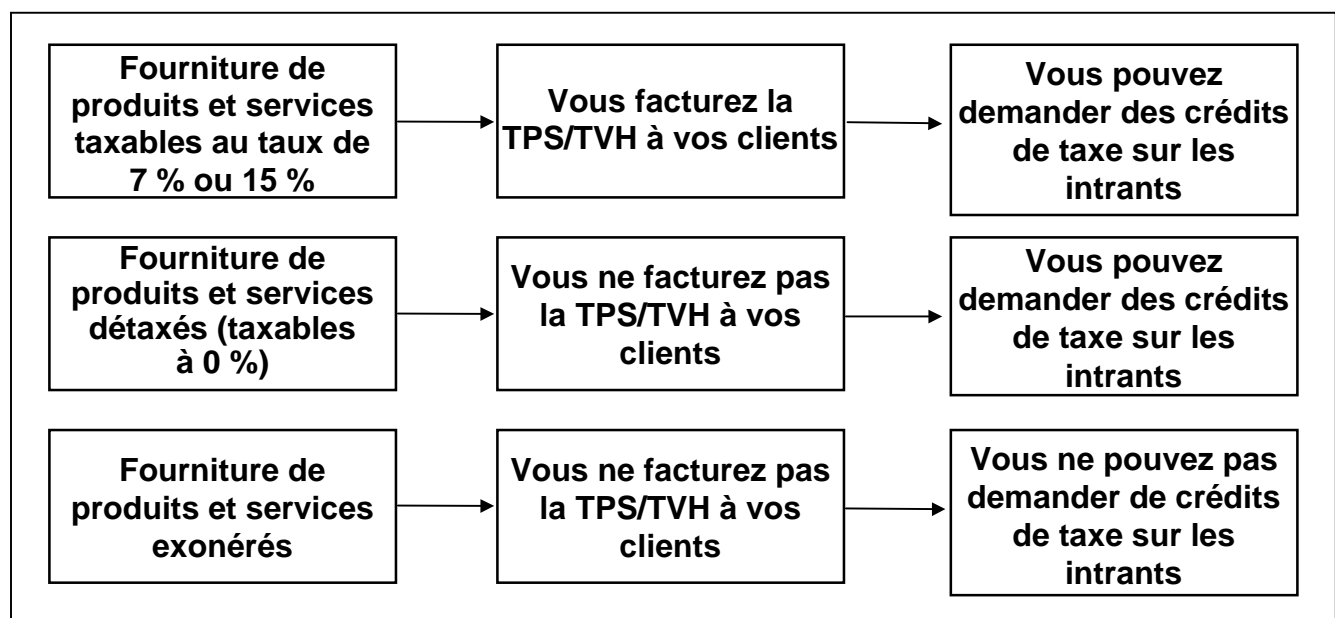 Fourniture de
produits et services
taxables au taux de
7 % ou 15 %
Vous facturez la
TPS/TVH à vos clients
Vous pouvez
demander des crédits
de taxe sur les
intrants
Fourniture de
produits et services
détaxés (taxables
à 0 %)
Vous ne facturez pas
la TPS/TVH à vos
clients
Vous pouvez
demander des crédits
de taxe sur les
intrants
Fourniture de
produits et services
exonérés
Vous ne facturez pas
la TPS/TVH à vos
clients
Vous ne pouvez pas
demander de crédits
de taxe sur les
intrants